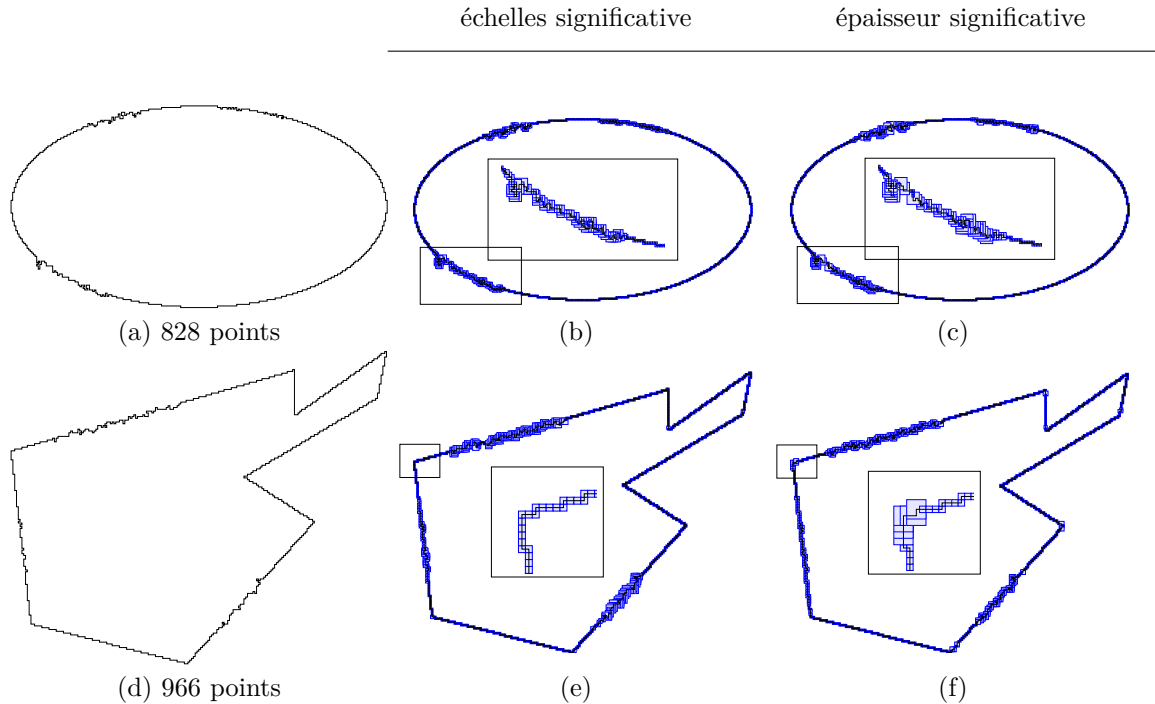 échelles significative épaisseur significative
(a) 828 points (b) (c)
(d) 966 points (e) (f)